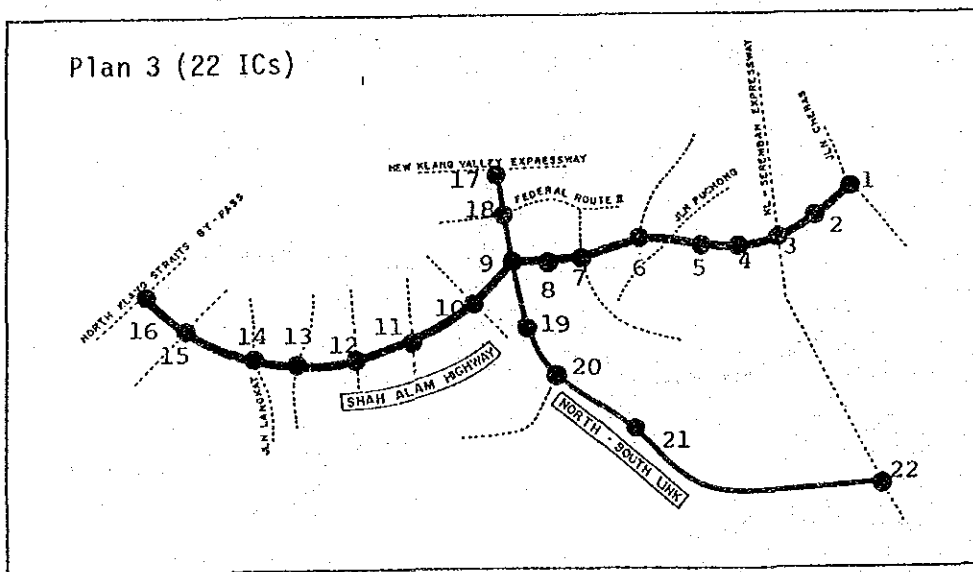 Plan 3 (22 ICs)
NEW KLANG VALLEY EXPRESSWAY
17
FEDERAL ROUTE II
18
KL - SEREMBAN EXPRESSWAY
JLN CHERAS
1
2
3
JLN PUCHONG
4
5
6
7
8
9
NORTH KLANG STRAITS BY-PASS
10
11
12
13
14
15
16
JLN LANGKAT
SHAH ALAM HIGHWAY
19
20
21
NORTH - SOUTH LINK
22